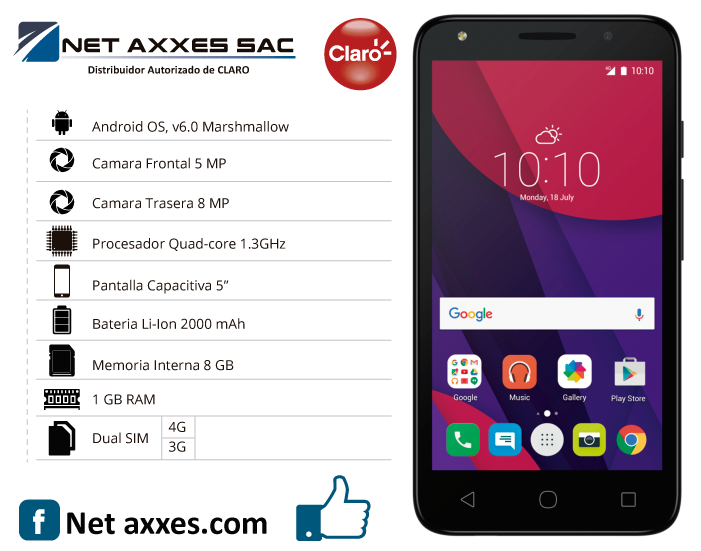 NET AXXES SAC
Distribuidor Autorizado de CLARO
Claro
Android OS, v6.0 Marshmallow
Camara Frontal 5 MP
Camara Trasera 8 MP
Procesador Quad-core 1.3GHz
Pantalla Capacitiva 5”
Bateria Li-Ion 2000 mAh
Memoria Interna 8 GB
1 GB RAM
Dual SIM
4G
3G
f Net axxes.com
10:10
10:10
Monday, 18 July
Google
Google Music Gallery Play Store